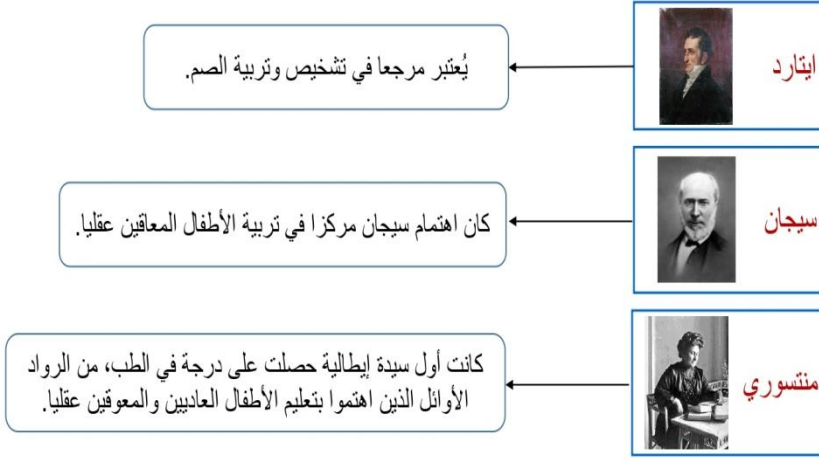 ايتارد
يُعتبر مرجعا في تشخيص وتربية الصم.
سيجان
كان اهتمام سيجان مركزا في تربية الأطفال المعاقين عقليا.
منتسوري
كانت أول سيدة إيطالية حصلت على درجة في الطب، من الرواد
الأوائل الذين اهتموا بتعليم الأطفال العاديين والمعوقين عقليا.